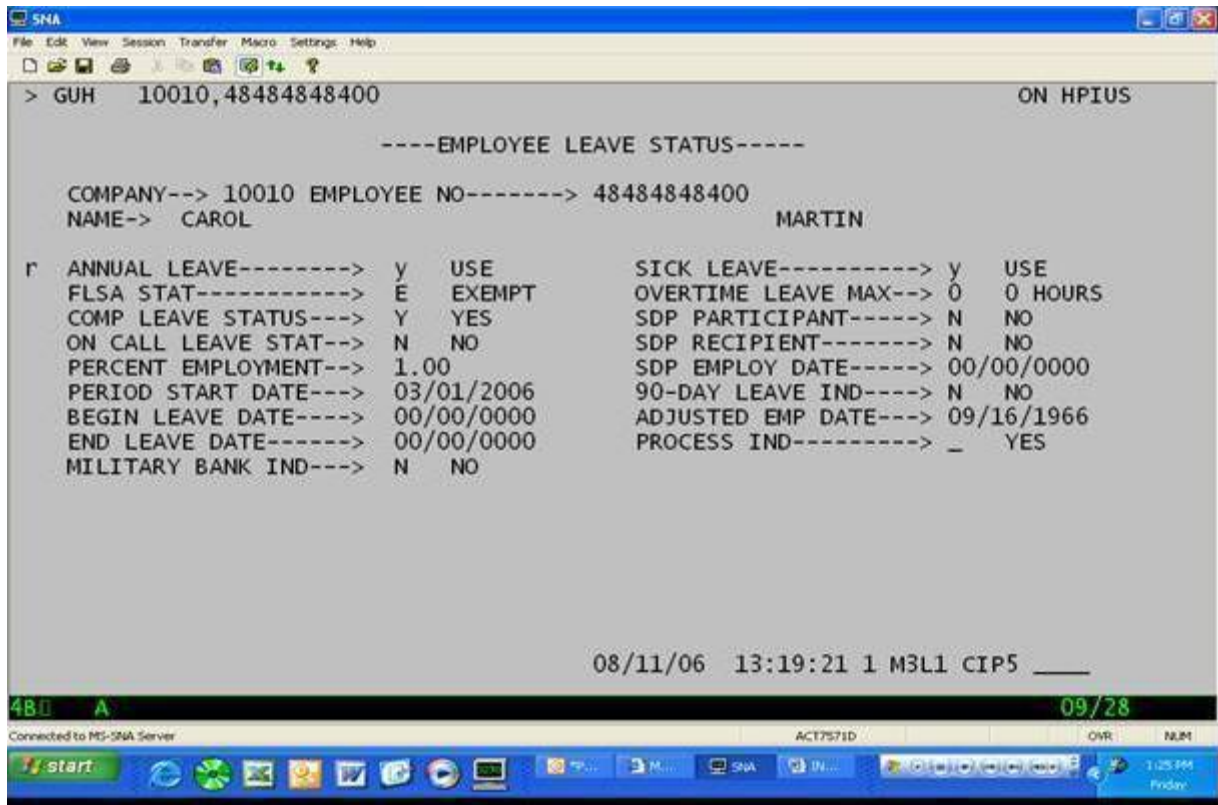 SNA
File Edit View Session Transfer Macro Settings Help
> GUH 10010,48484848400 ON HPIUS
----EMPLOYEE LEAVE STATUS-----
COMPANY--> 10010 EMPLOYEE NO-------> 48484848400
NAME-> CAROL MARTIN
r ANNUAL LEAVE--------> y USE SICK LEAVE-----------> y USE
FLSA STAT-----------> E EXEMPT OVERTIME LEAVE MAX--> 0 0 HOURS
COMP LEAVE STATUS---> Y YES SDP PARTICIPANT------> N NO
ON CALL LEAVE STAT--> N NO SDP RECIPIENT--------> N NO
PERCENT EMPLOYMENT--> 1.00 SDP EMPLOY DATE------> 00/00/0000
PERIOD START DATE---> 03/01/2006 90-DAY LEAVE IND----> N NO
BEGIN LEAVE DATE----> 00/00/0000 ADJUSTED EMP DATE---> 09/16/1966
END LEAVE DATE------> 00/00/0000 PROCESS IND---------> _ YES
MILITARY BANK IND---> N NO
08/11/06 13:19:21 1 M3L1 CIP5 ____
4B A 09/28
Connected to MS-SNA Server ACT7571D OVR NUM
start SNA IN... 1:25 PM
Friday